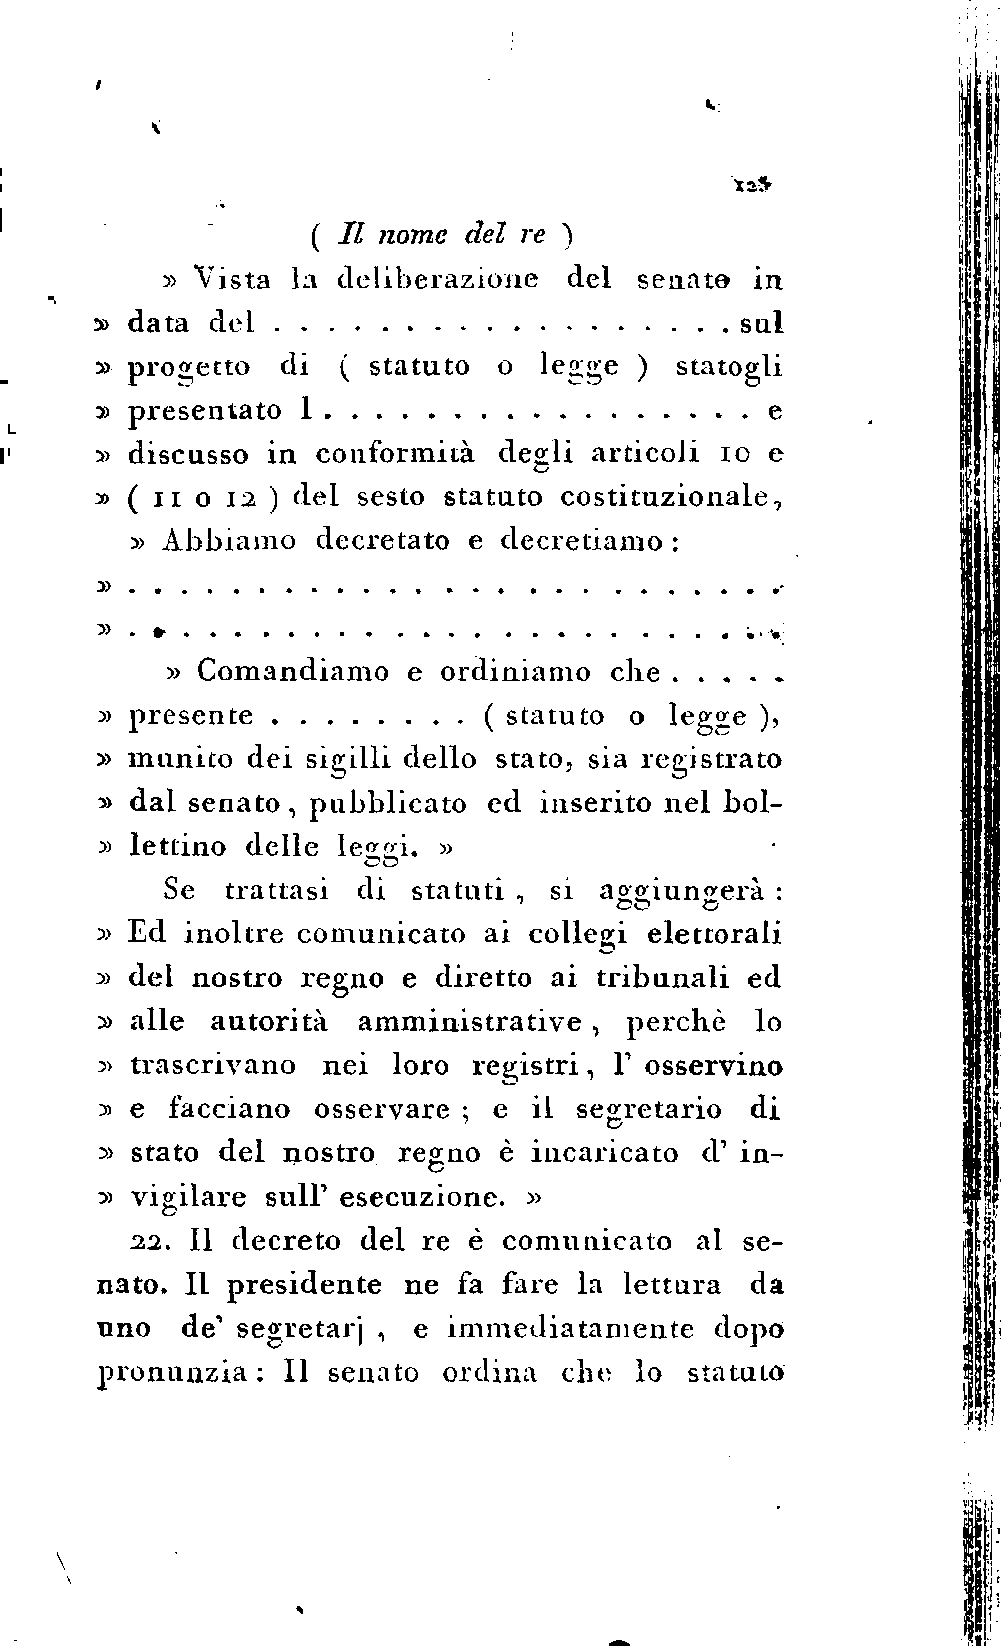 125
( Il nome del re )
» Vista la deliberazione del senato in
» data del . . . . . . . . . . . . . . . . . . sul
» progetto di ( statuto o legge ) statogli
» presentato l . . . . . . . . . . . . . . . . . e
» discusso in conformità degli articoli 10 e
» ( 11 o 12 ) del sesto statuto costituzionale,
» Abbiamo decretato e decretiamo :
» . . . . . . . . . . . . . . . . . . . . . . . . .
» . . . . . . . . . . . . . . . . . . . . . . . . .
» Comandiamo e ordiniamo che . . . . .
» presente . . . . . . . . ( statuto o legge ),
» munito dei sigilli dello stato, sia registrato
» dal senato, pubblicato ed inserito nel bol-
» lettino delle leggi. »
Se trattasi di statuti , si aggiungerà :
» Ed inoltre comunicato ai collegi elettorali
» del nostro regno e diretto ai tribunali ed
» alle autorità amministrative , perchè lo
» trascrivano nei loro registri, l' osservino
» e facciano osservare ; e il segretario di
» stato del nostro regno è incaricato d' in-
» vigilare sull' esecuzione. »
22. Il decreto del re è comunicato al se-
nato. Il presidente ne fa fare la lettura da
uno de' segretarj , e immediatamente dopo
pronunzia : Il senato ordina che lo statuto